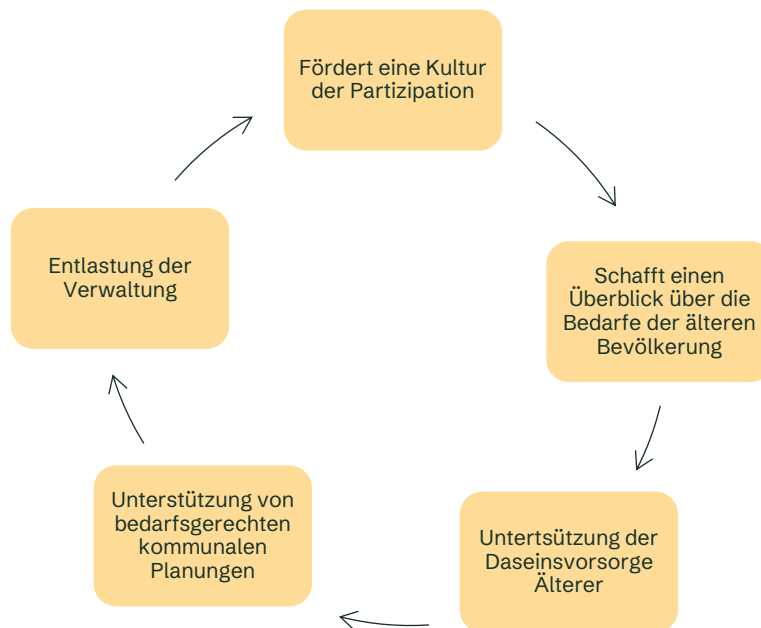 Fördert eine Kultur
der Partizipation
Schafft einen
Überblick über die
Bedarfe der älteren
Bevölkerung
Untertsützung der
Daseinsvorsorge
Älterer
Unterstützung von
bedarfsgerechten
kommunalen
Planungen
Entlastung der
Verwaltung